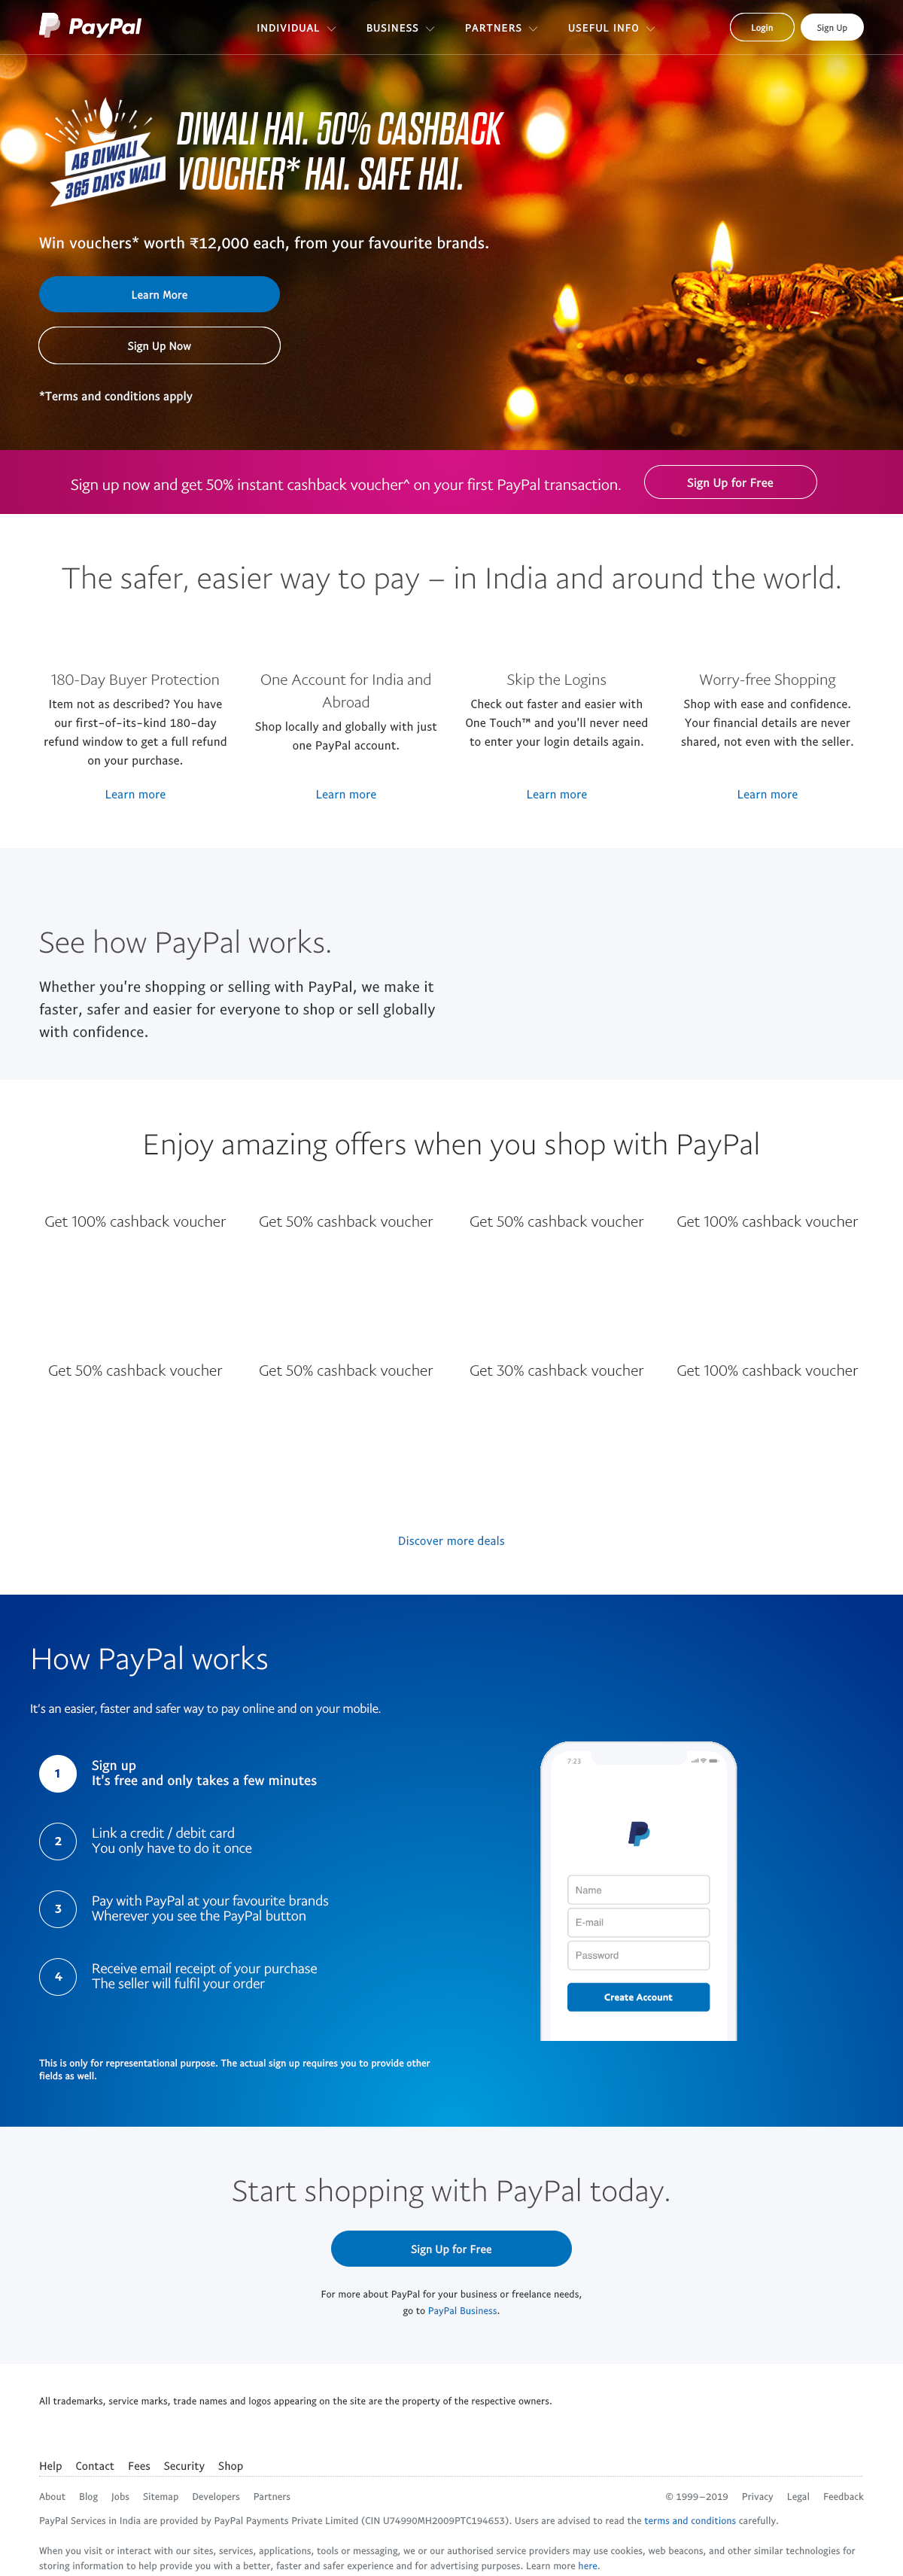 PayPal
INDIVIDUAL
BUSINESS
PARTNERS
USEFUL INFO
Login
Sign Up
AB DIWALI
365 DAYS WALI
DIWALI HAI. 50% CASHBACK
VOUCHER* HAI. SAFE HAI.
Win vouchers* worth ₹12,000 each, from your favourite brands.
Learn More
Sign Up Now
*Terms and conditions apply
Sign up now and get 50% instant cashback voucher^ on your first PayPal transaction.
Sign Up for Free
The safer, easier way to pay – in India and around the world.
180-Day Buyer Protection
Item not as described? You have
our first-of-its-kind 180-day
refund window to get a full refund
on your purchase.
Learn more
One Account for India and
Abroad
Shop locally and globally with just
one PayPal account.
Learn more
Skip the Logins
Check out faster and easier with
One Touch™ and you'll never need
to enter your login details again.
Learn more
Worry-free Shopping
Shop with ease and confidence.
Your financial details are never
shared, not even with the seller.
Learn more
See how PayPal works.
Whether you're shopping or selling with PayPal, we make it
faster, safer and easier for everyone to shop or sell globally
with confidence.
Enjoy amazing offers when you shop with PayPal
Get 100% cashback voucher
Get 50% cashback voucher
Get 50% cashback voucher
Get 100% cashback voucher
Get 50% cashback voucher
Get 50% cashback voucher
Get 30% cashback voucher
Get 100% cashback voucher
Discover more deals
How PayPal works
It's an easier, faster and safer way to pay online and on your mobile.
1
Sign up
It's free and only takes a few minutes
2
Link a credit / debit card
You only have to do it once
3
Pay with PayPal at your favourite brands
Wherever you see the PayPal button
4
Receive email receipt of your purchase
The seller will fulfil your order
7:23
Name
E-mail
Password
Create Account
This is only for representational purpose. The actual sign up requires you to provide other
fields as well.
Start shopping with PayPal today.
Sign Up for Free
For more about PayPal for your business or freelance needs,
go to PayPal Business.
All trademarks, service marks, trade names and logos appearing on the site are the property of the respective owners.
Help Contact Fees Security Shop
About Blog Jobs Sitemap Developers Partners
© 1999–2019 Privacy Legal Feedback
PayPal Services in India are provided by PayPal Payments Private Limited (CIN U74990MH2009PTC194653). Users are advised to read the terms and conditions carefully.
When you visit or interact with our sites, services, applications, tools or messaging, we or our authorised service providers may use cookies, web beacons, and other similar technologies for
storing information to help provide you with a better, faster and safer experience and for advertising purposes. Learn more here.